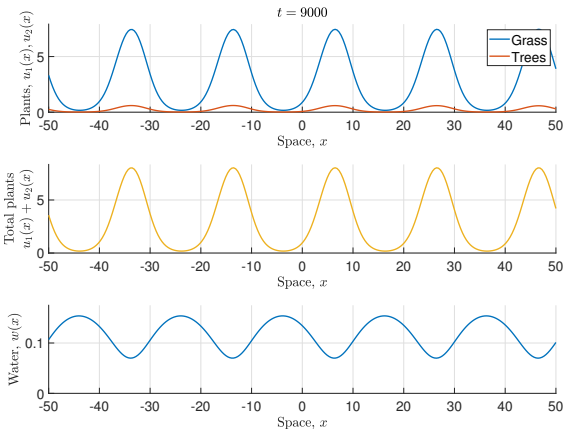 t = 9000
Plants, u₁(x), u₂(x)
5
0
Grass
Trees
-50 -40 -30 -20 -10 0 10 20 30 40 50
Space, x
Total plants
u₁(x) + u₂(x)
5
0
-50 -40 -30 -20 -10 0 10 20 30 40 50
Space, x
Water, w(x)
0.1
0
-50 -40 -30 -20 -10 0 10 20 30 40 50
Space, x